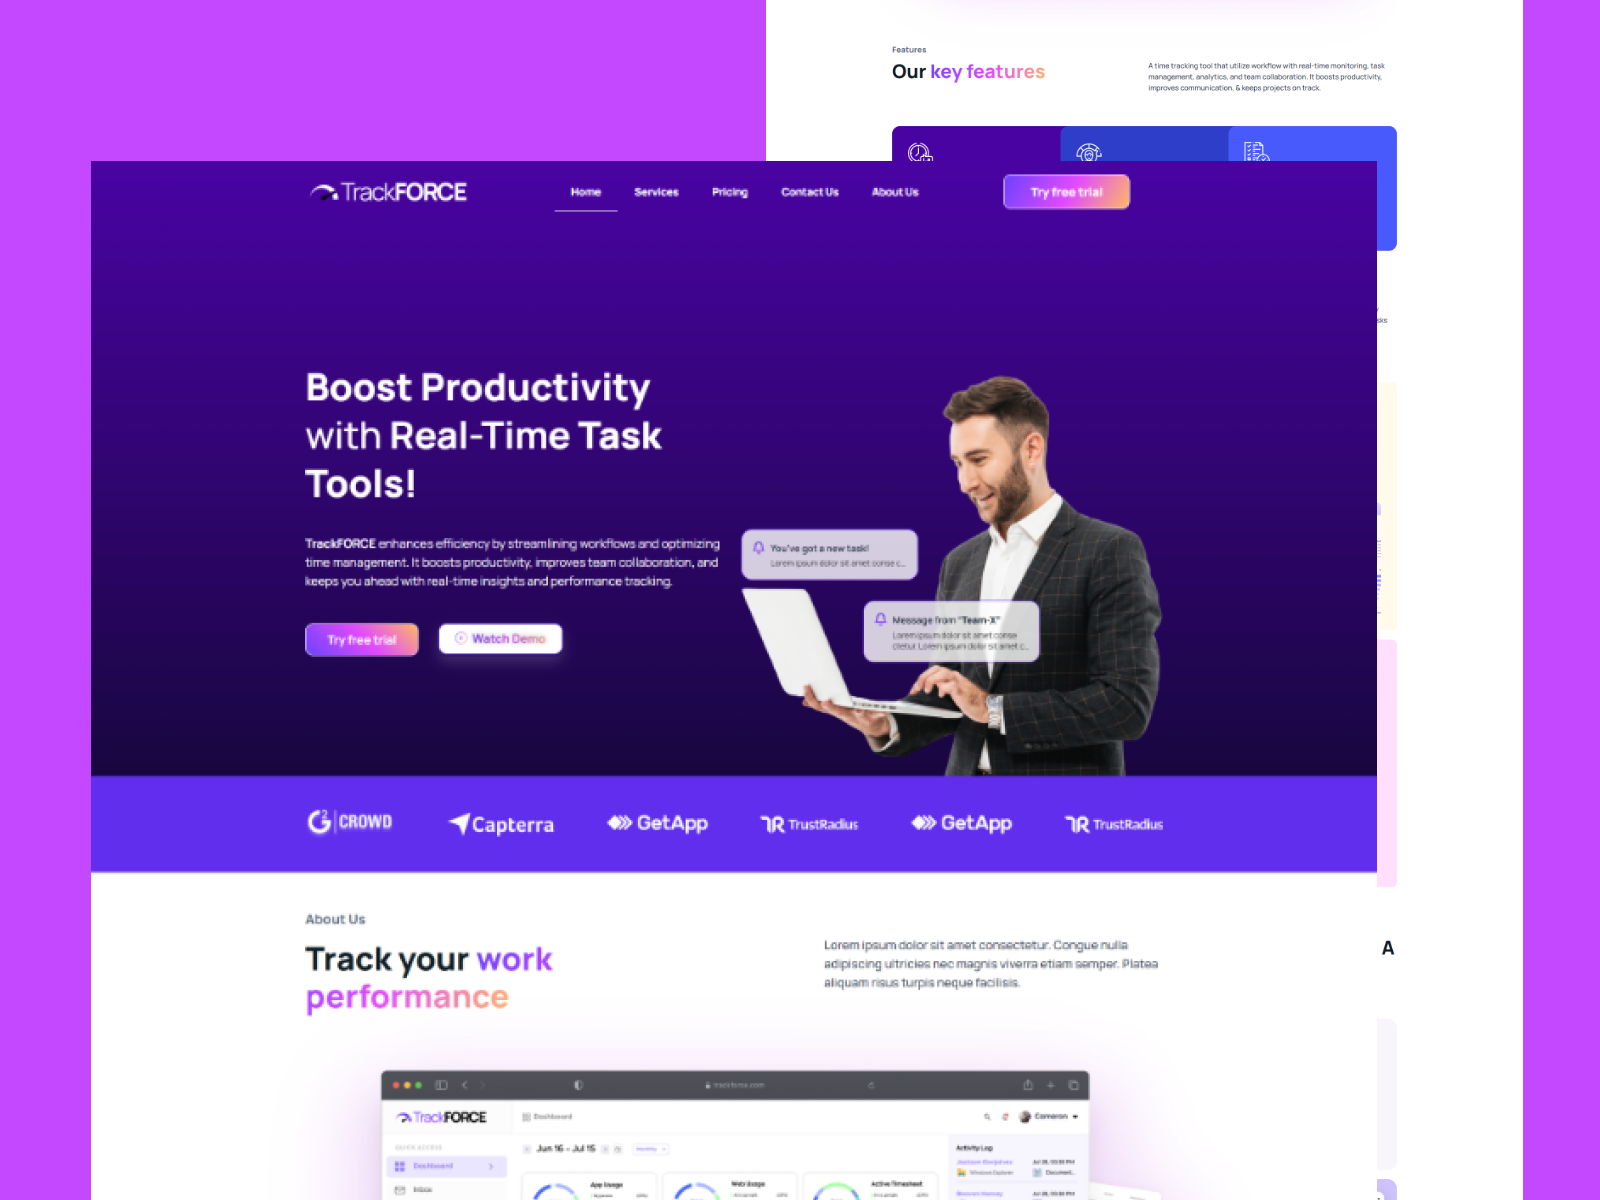 Features
Our key features
A time tracking tool that utilize workflow with real-time monitoring, task
management, analytics, and team collaboration. It boosts productivity,
improves communication, & keeps projects on track.
TrackFORCE
Home
Services
Pricing
Contact Us
About Us
Try free trial
Boost Productivity
with Real-Time Task
Tools!
TrackFORCE enhances efficiency by streamlining workflows and optimizing
time management. It boosts productivity, improves team collaboration, and
keeps you ahead with real-time insights and performance tracking.
Try free trial
Watch Demo
You've got a new task!
Lorem ipsum dolor sit amet conse c...
Message from "Team-X"
Lorem ipsum dolor sit amet conse
ctetur Lorem ipsum dolor sit amet c...
G2 CROWD
Capterra
GetApp
TrustRadius
GetApp
TrustRadius
About Us
Track your work
performance
Lorem ipsum dolor sit amet consectetur. Congue nulla
adipiscing ultricies nec magnis viverra etiam semper. Platea
aliquam risus turpis neque facilisis.
A
trackforce.com
TrackFORCE
Dashboard
Cameron
QUICK ACCESS
Dashboard
Inbox
Jun 16 - Jul 15
Monthly
App Usage
Web Usage
Active Timesheet
Activity Log
Windows Explorer
Document...